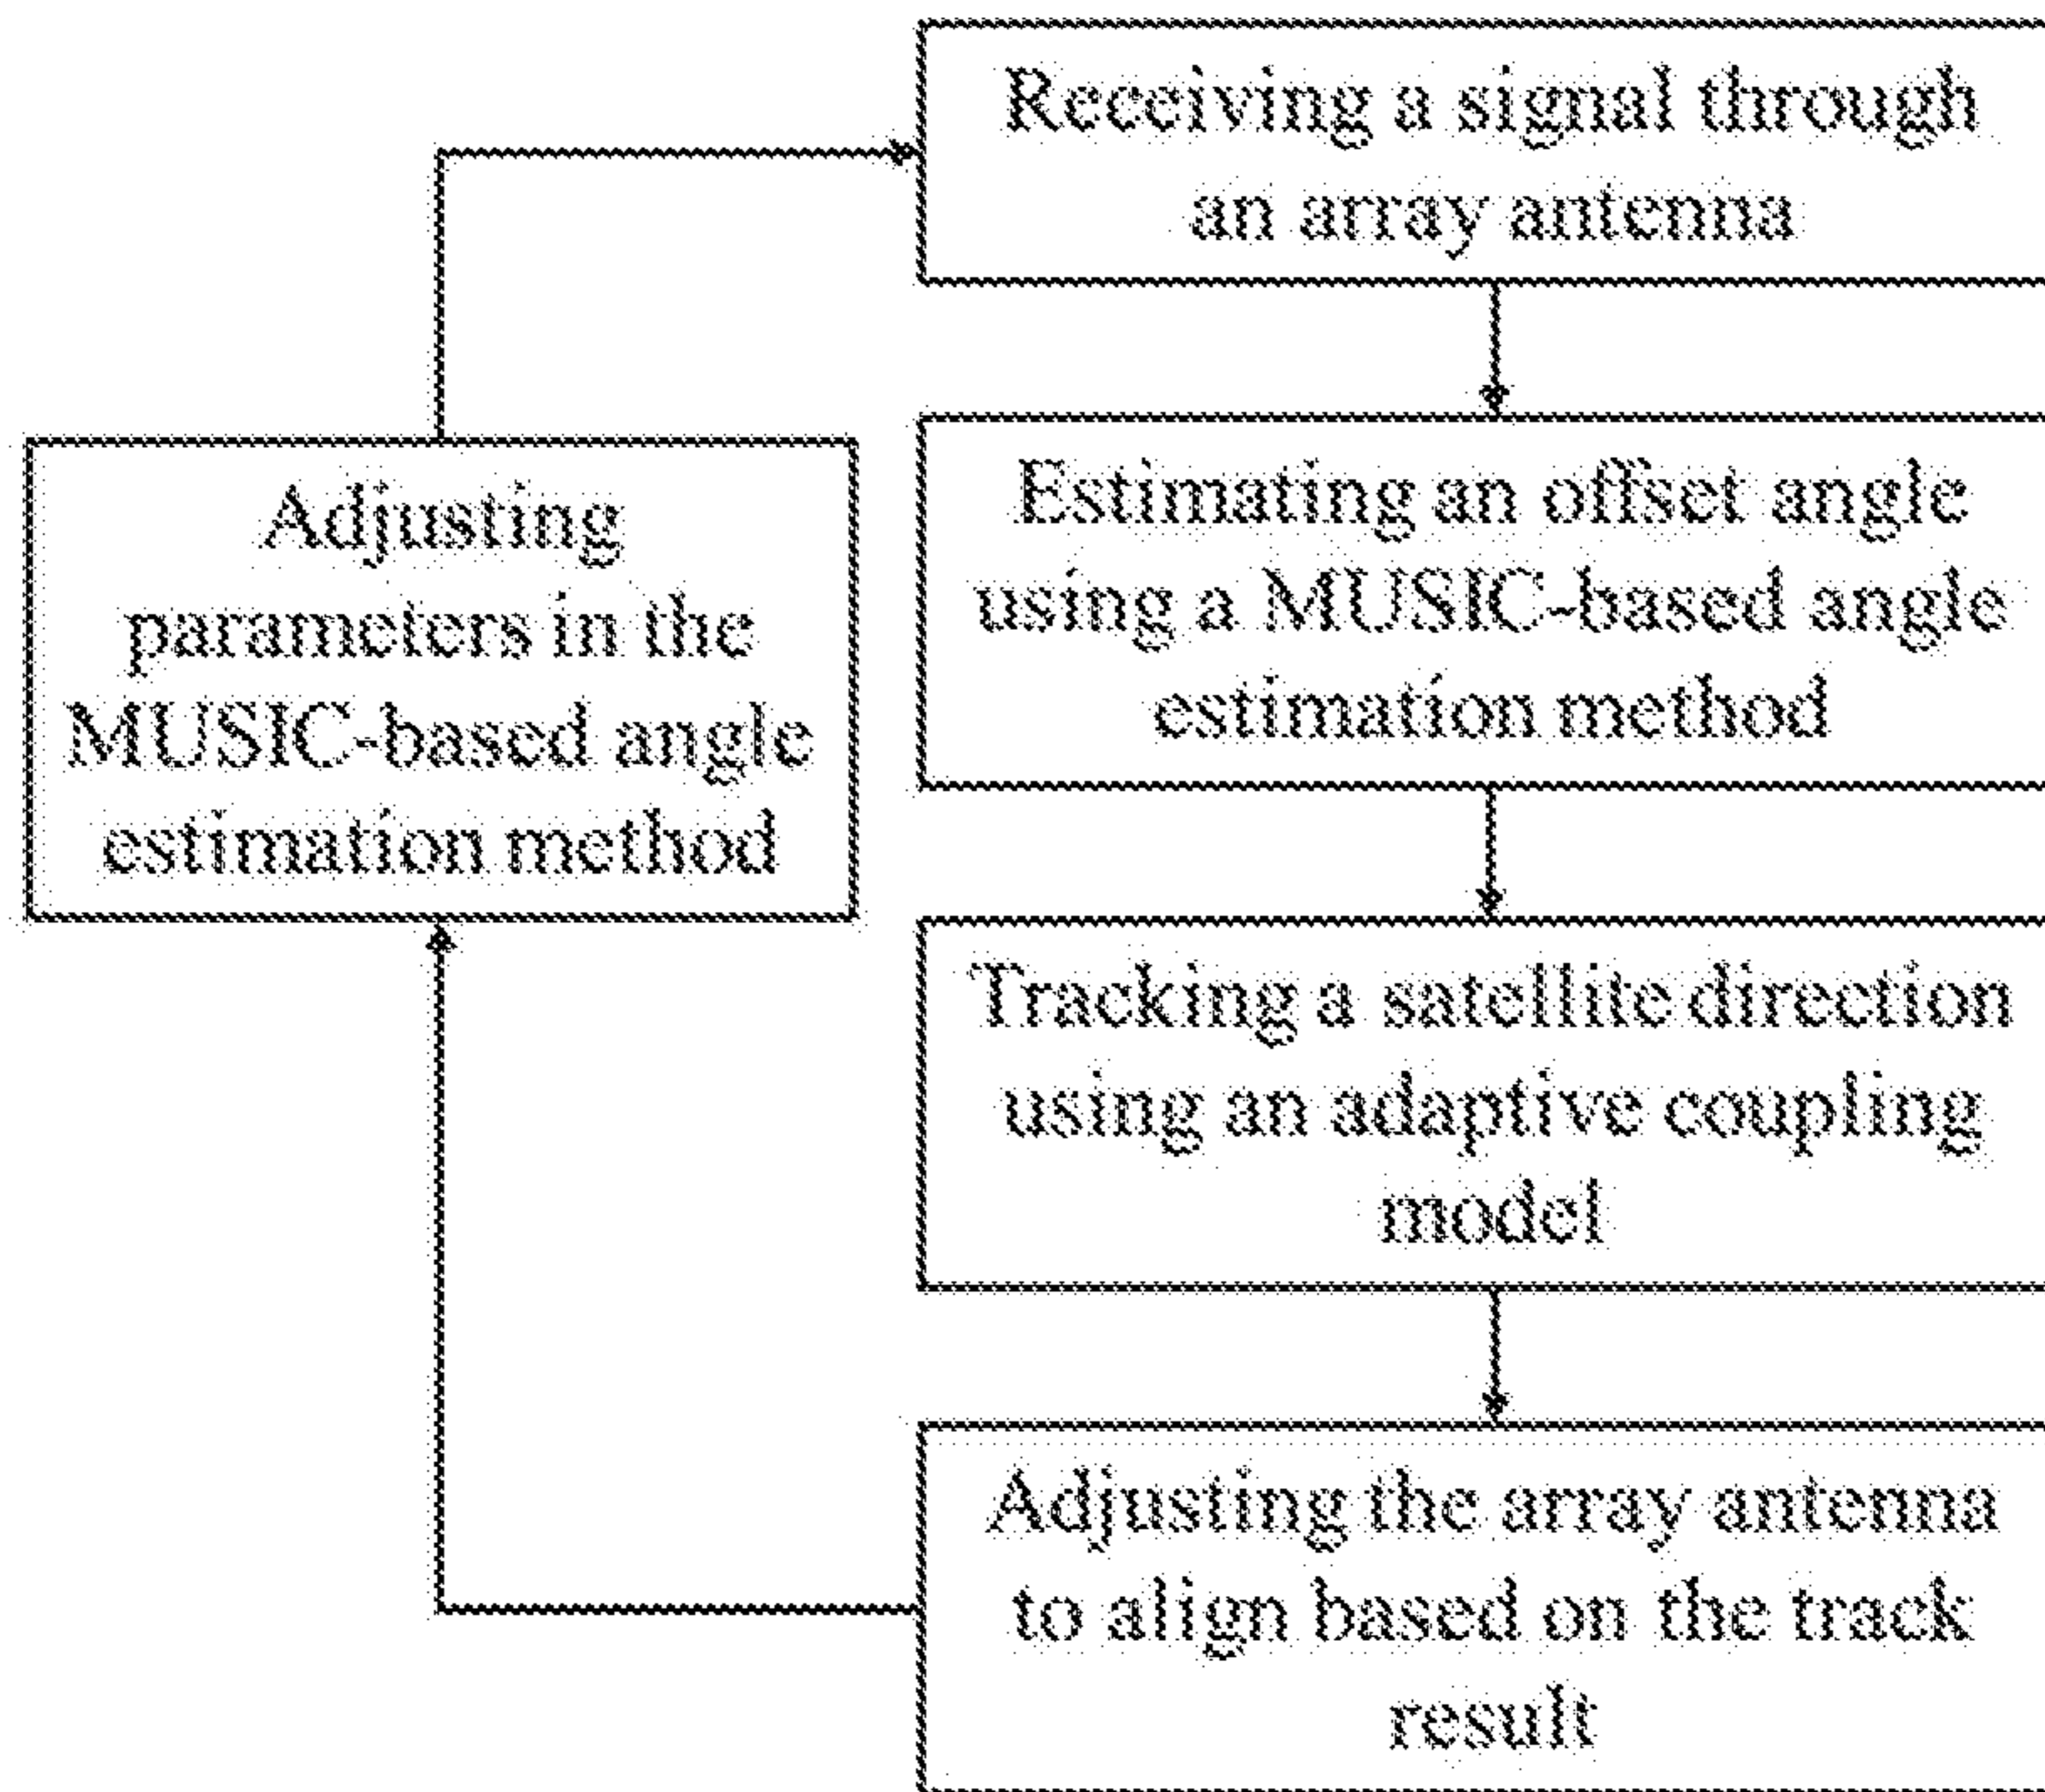 Receiving a signal through
an array antenna
Estimating an offset angle
using a MUSIC-based angle
estimation method
Tracking a satellite direction
using an adaptive coupling
model
Adjusting the array antenna
to align based on the track
result
Adjusting
parameters in the
MUSIC-based angle
estimation method